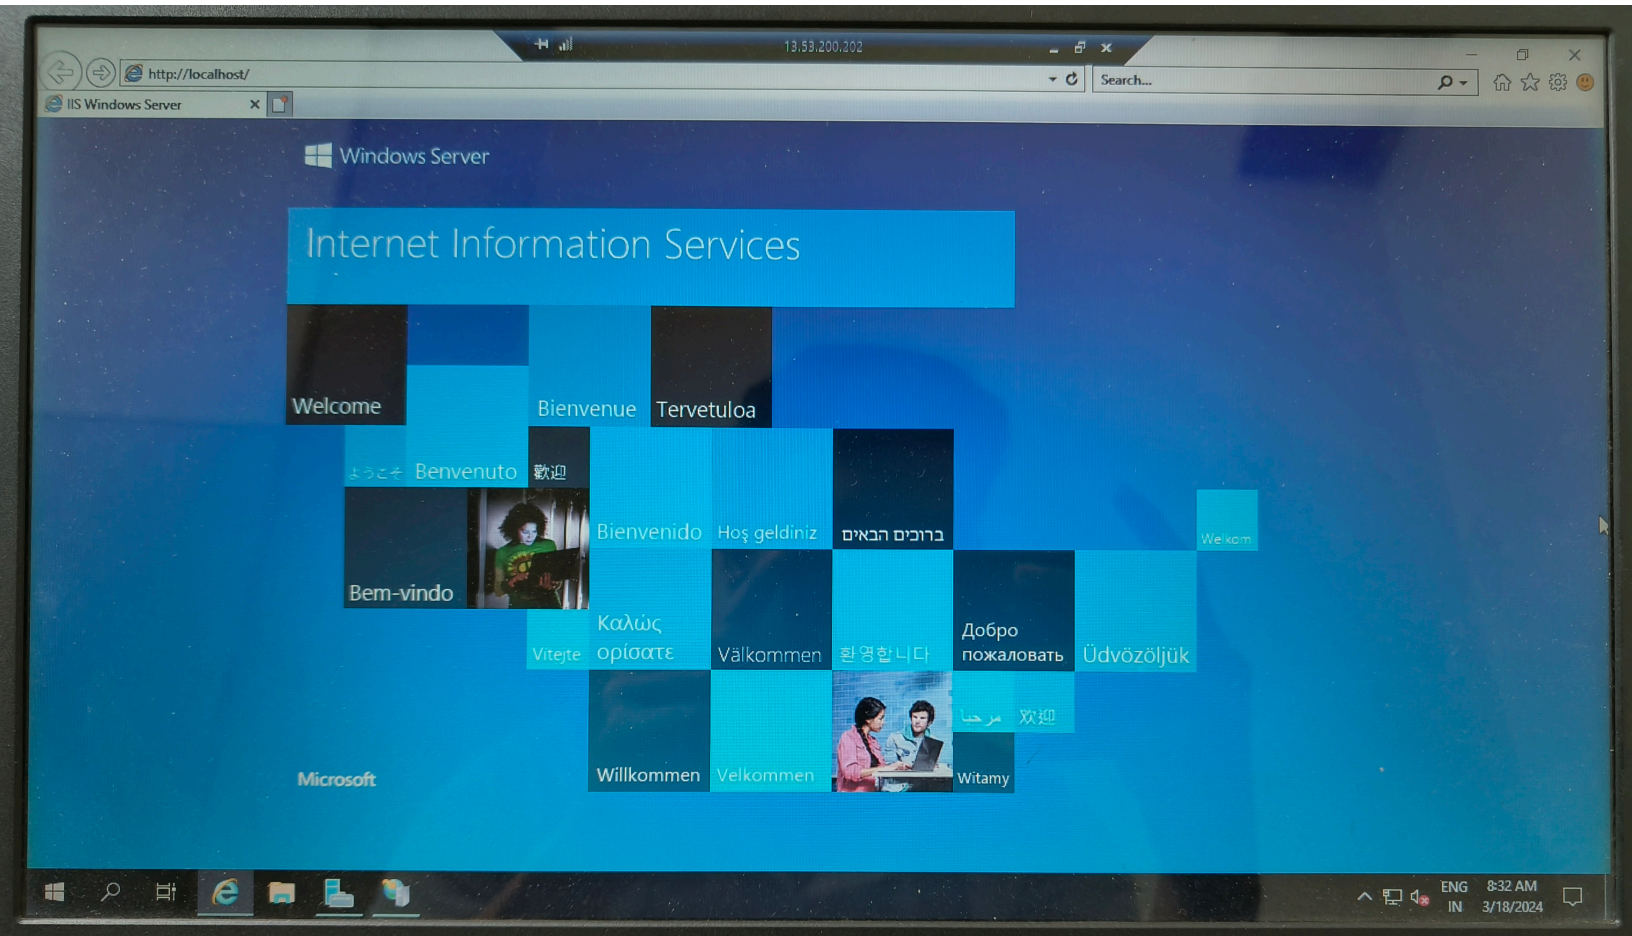 13.53.200.202
http://localhost/
Search...
IIS Windows Server
Windows Server
Internet Information Services
Welcome
Bienvenue
Tervetuloa
ようこそ
Benvenuto
歡迎
Bienvenido
Hoş geldiniz
ברוכים הבאים
Welkom
Bem-vindo
Vítejte
Καλώς
ορίσατε
Välkommen
환영합니다
Добро
пожаловать
Üdvözöljük
Willkommen
Velkommen
مرحبا
欢迎
Witamy
Microsoft
ENG
IN
8:32 AM
3/18/2024